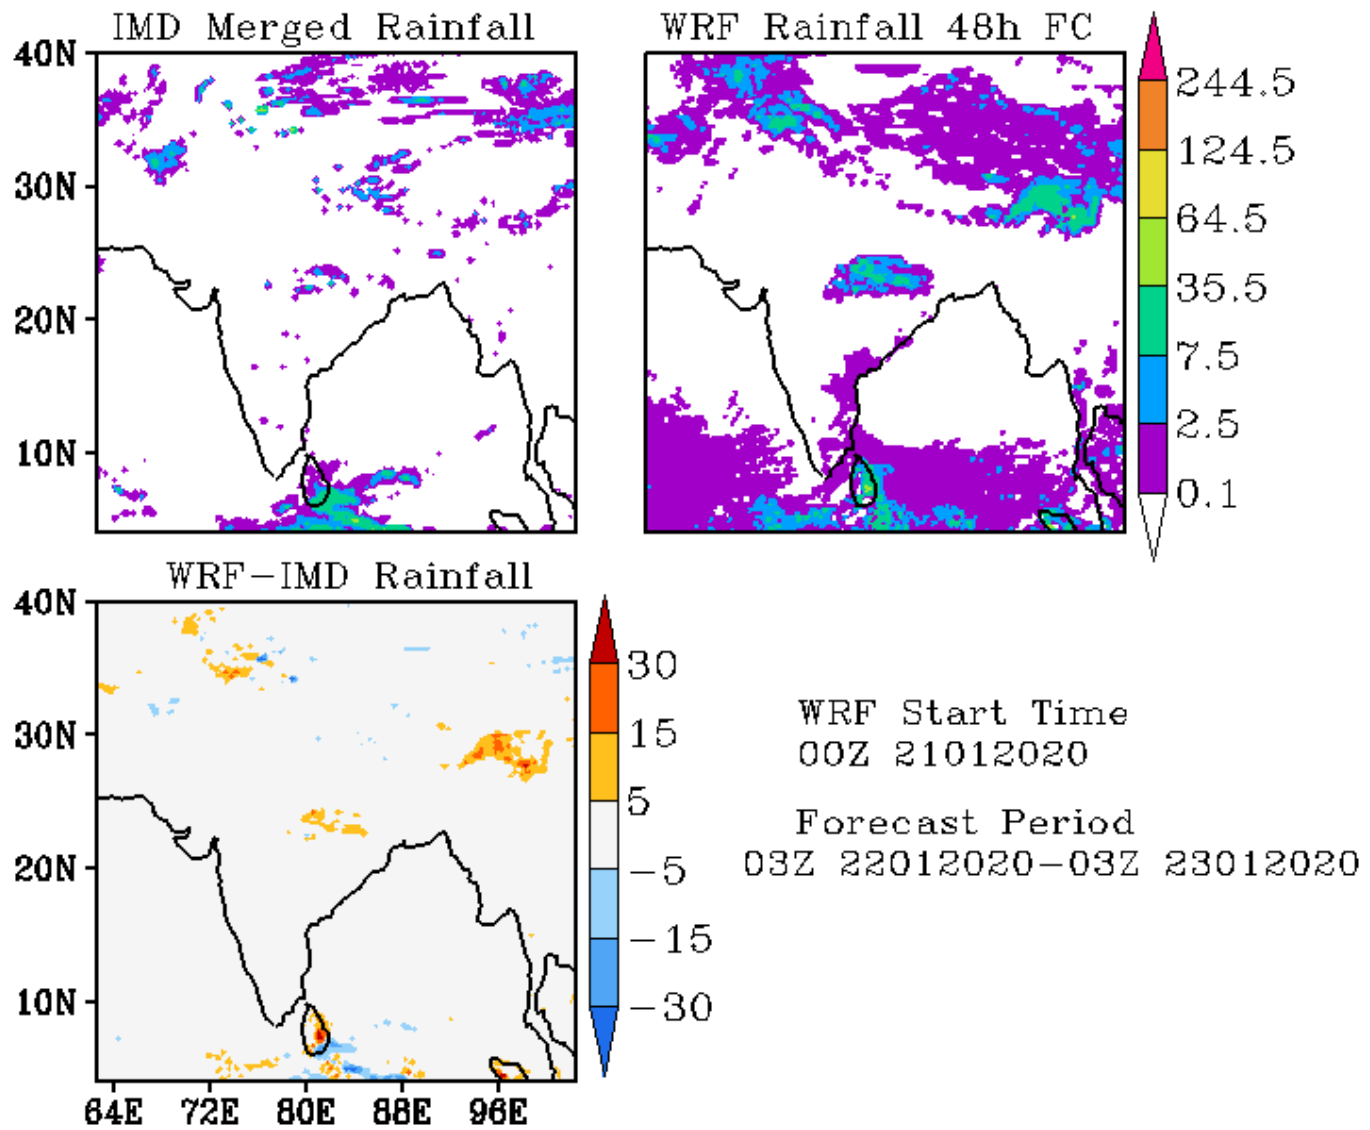 IMD Merged Rainfall
WRF Rainfall 48h FC
40N
30N
20N
10N
244.5
124.5
64.5
35.5
7.5
2.5
0.1
WRF-IMD Rainfall
40N
30N
20N
10N
64E 72E 80E 88E 96E
30
15
5
-5
-15
-30
WRF Start Time
00Z 21012020
Forecast Period
03Z 22012020-03Z 23012020